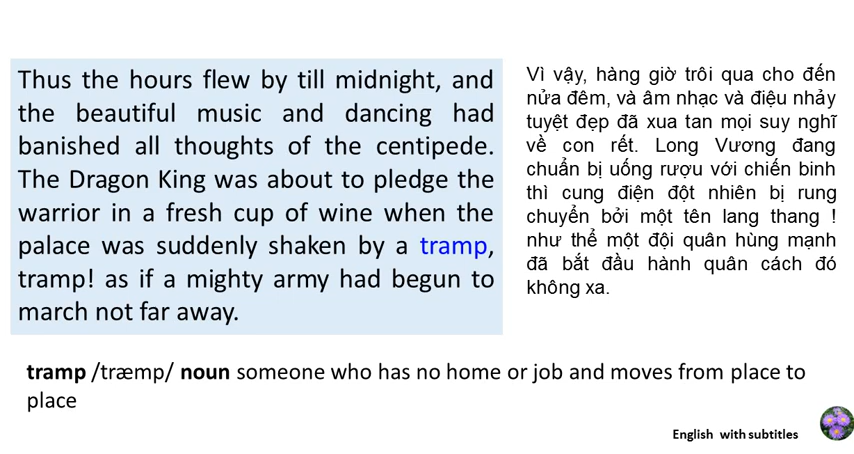 Thus the hours flew by till midnight, and
the beautiful music and dancing had
banished all thoughts of the centipede.
The Dragon King was about to pledge the
warrior in a fresh cup of wine when the
palace was suddenly shaken by a tramp,
tramp! as if a mighty army had begun to
march not far away.
Vì vậy, hàng giờ trôi qua cho đến
nửa đêm, và âm nhạc và điệu nhảy
tuyệt đẹp đã xua tan mọi suy nghĩ
về con rết. Long Vương đang
chuẩn bị uống rượu với chiến binh
thì cung điện đột nhiên bị rung
chuyển bởi một tên lang thang !
như thể một đội quân hùng mạnh
đã bắt đầu hành quân cách đó
không xa.
tramp /træmp/ noun someone who has no home or job and moves from place to
place
English with subtitles